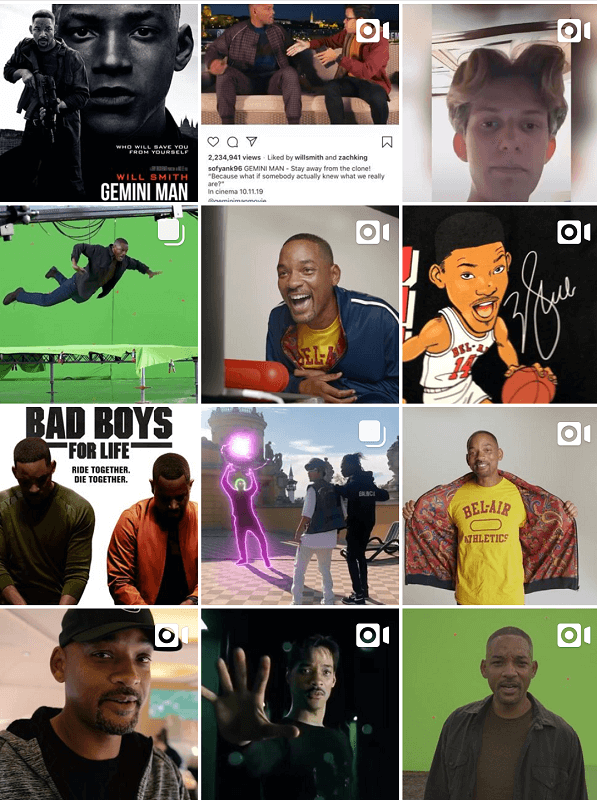 WHO WILL SAVE YOU
FROM YOURSELF
WILL SMITH
GEMINI MAN
2,234,941 views · Liked by willsmith and zachking
sofyank96 GEMINI MAN - Stay away from the clone!
"Because what if somebody actually knew what we really
are?"
In cinema 10.11.19
@geminimanmovie
BEL-A
BEL-A
14
BAD BOYS
FOR LIFE
RIDE TOGETHER.
DIE TOGETHER.
BEL-AIR
ATHLETICS